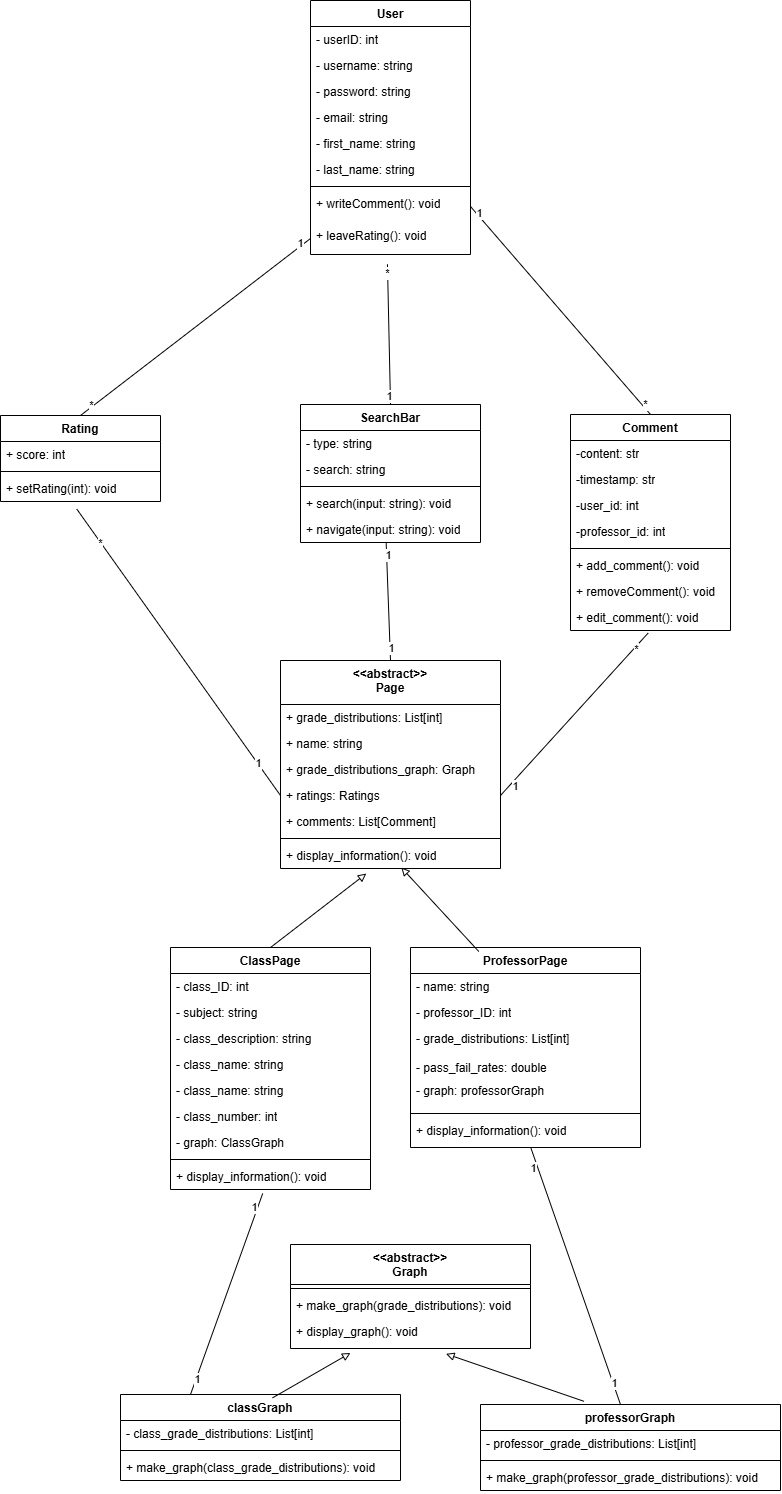 User
- userID: int
- username: string
- password: string
- email: string
- first_name: string
- last_name: string
+ writeComment(): void
+ leaveRating(): void
1
1
*
*
1
*
Rating
+ score: int
+ setRating(int): void
*
SearchBar
- type: string
- search: string
+ search(input: string): void
+ navigate(input: string): void
1
Comment
-content: str
-timestamp: str
-user_id: int
-professor_id: int
+ add_comment(): void
+ removeComment(): void
+ edit_comment(): void
*
1
1
1
<<abstract>>
Page
+ grade_distributions: List[int]
+ name: string
+ grade_distributions_graph: Graph
+ ratings: Ratings
+ comments: List[Comment]
+ display_information(): void
ClassPage
- class_ID: int
- subject: string
- class_description: string
- class_name: string
- class_name: string
- class_number: int
- graph: ClassGraph
+ display_information(): void
1
ProfessorPage
- name: string
- professor_ID: int
- grade_distributions: List[int]
- pass_fail_rates: double
- graph: professorGraph
+ display_information(): void
1
<<abstract>>
Graph
+ make_graph(grade_distributions): void
+ display_graph(): void
1
1
classGraph
- class_grade_distributions: List[int]
+ make_graph(class_grade_distributions): void
professorGraph
- professor_grade_distributions: List[int]
+ make_graph(professor_grade_distributions): void